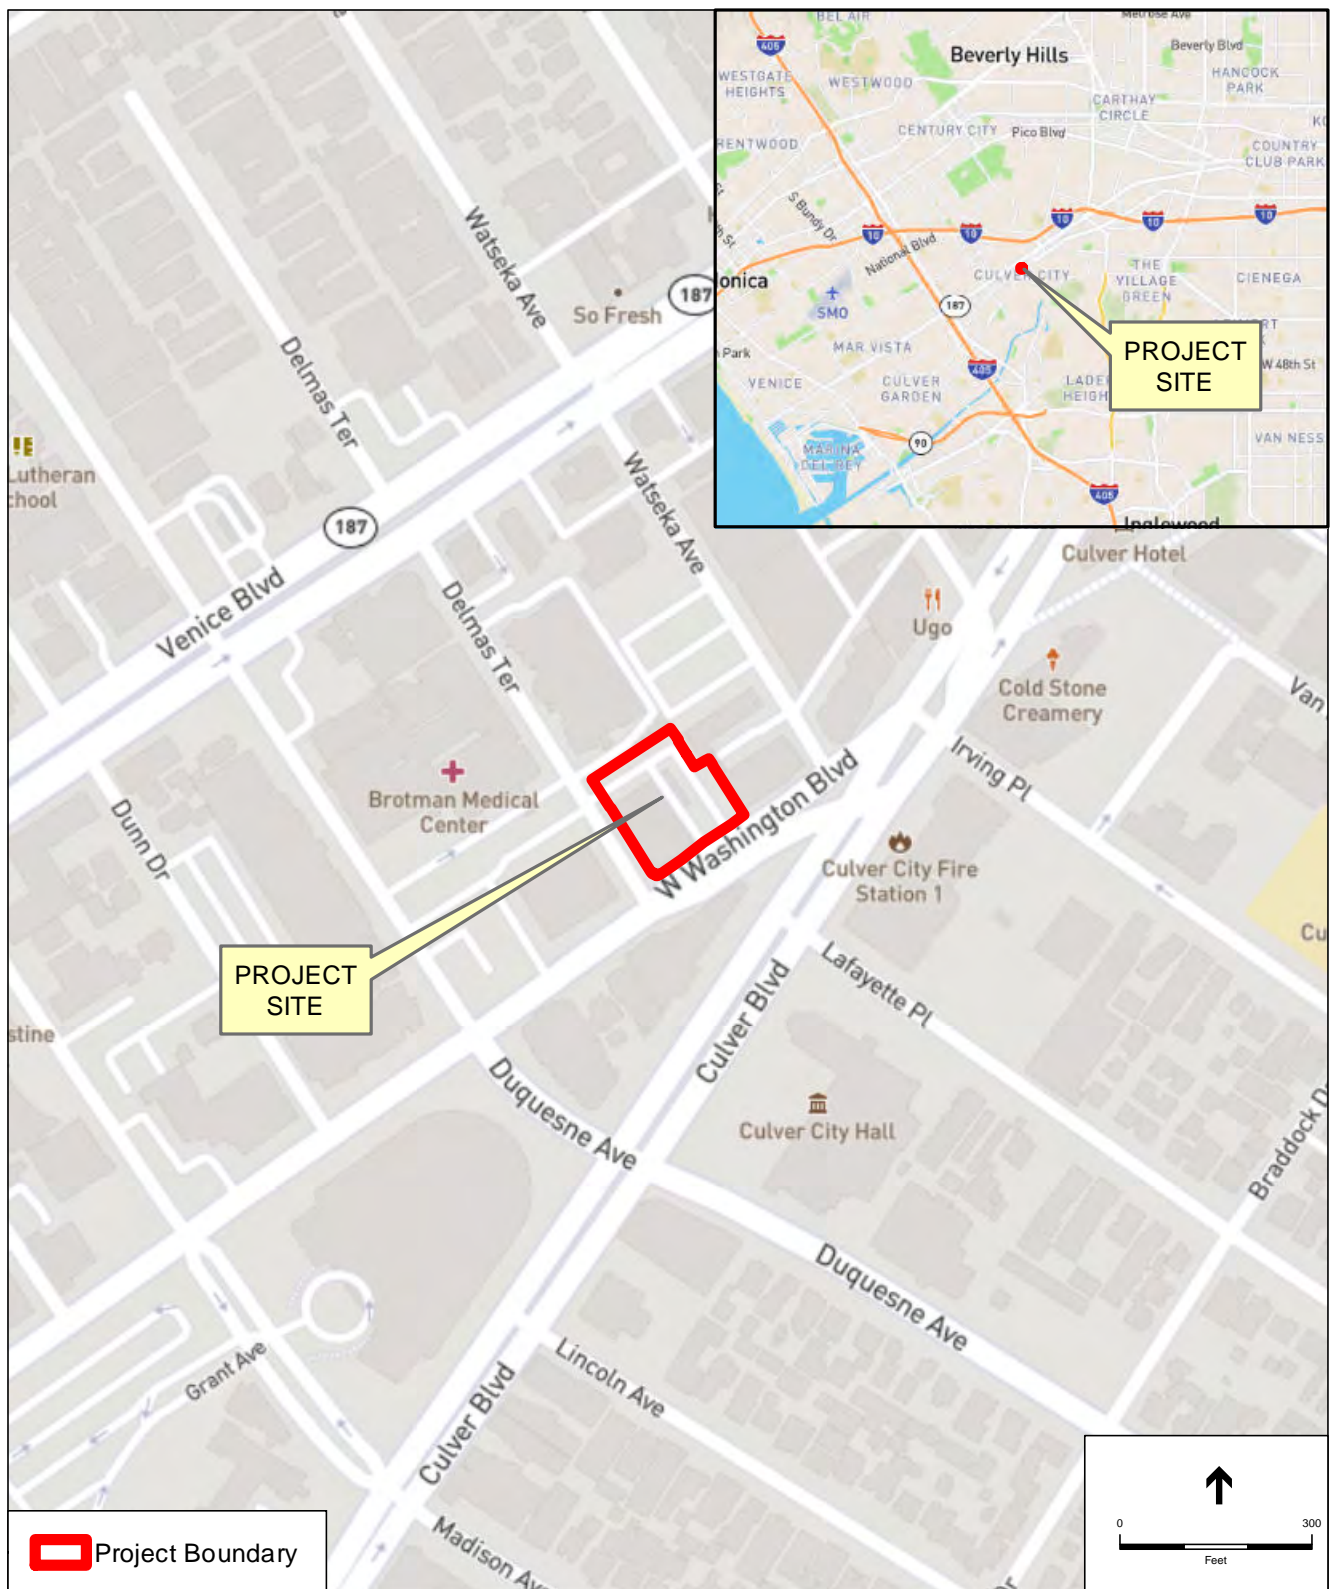 BEL AIR
Melrose Ave
405
Beverly Hills
Beverly Blvd
WESTGATE
HEIGHTS
WESTWOOD
HANCOCK
PARK
CARTHAY
CIRCLE
CENTURY CITY
Pico Blvd
RENTWOOD
COUNTRY
CLUB PARK
S Bundy Dr
10
10
10
10
10
National Blvd
CULVER CITY
THE
VILLAGE
GREEN
CIENEGA
onica
SMO
187
MAR VISTA
Park
PROJECT
SITE
W 48th St
VENICE
CULVER
GARDEN
405
LADE
HEIGH
90
VAN NESS
MARINA
DEL REY
405
Inglewood
Watseka Ave
So Fresh
187
Delmas Ter
Lutheran
chool
187
Watseka Ave
Culver Hotel
Venice Blvd
Delmas Ter
Ugo
Cold Stone
Creamery
Van
Irving Pl
Brotman Medical
Center
W Washington Blvd
Dunn Dr
Culver City Fire
Station 1
Cu
PROJECT
SITE
Lafayette Pl
Culver Blvd
stine
Duquesne Ave
Culver City Hall
Braddock D
Duquesne Ave
Grant Ave
Lincoln Ave
Culver Blvd
Madison Av
Project Boundary
0
300
Feet